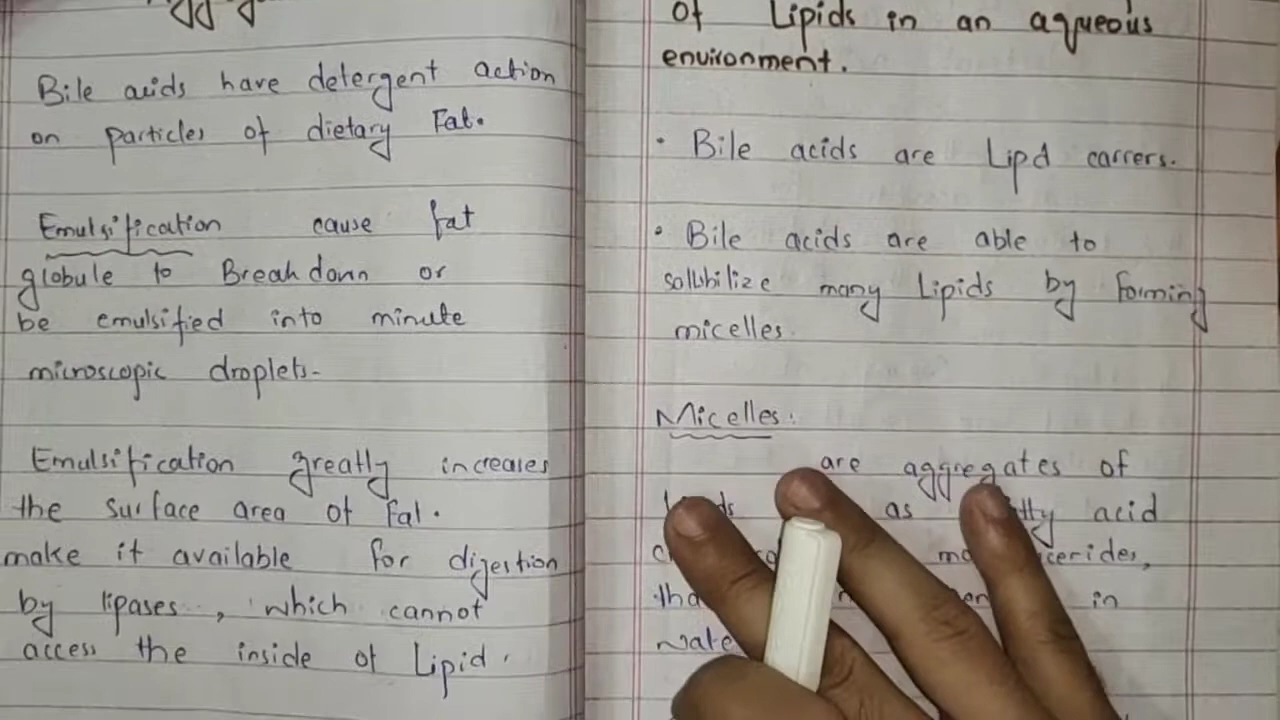 Bile acids have detergent action
on particles of dietary Fat.
Emulsification cause fat
globule to Breakdown or
be emulsified into minute
microscopic droplets.
Emulsification greatly increases
the surface area of Fat.
make it available for digestion
by lipases, which cannot
access the inside of Lipid.
of Lipids in an aqueous
environment.
• Bile acids are Lipd carrers.
• Bile acids are able to
sollubilize many Lipids by Forming
micelles.
Micelles:
are aggregates of
as acid
in